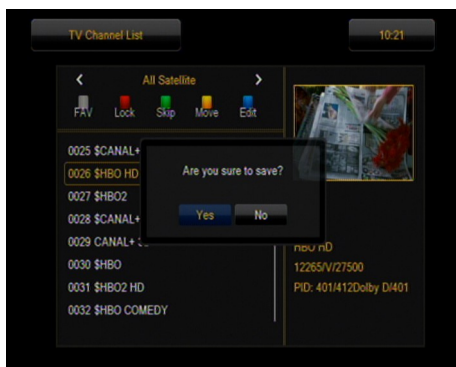 TV Channel List
10:21
All Satellite
FAV Lock Skip Move Edit
0025 $CANAL+
0026 $HBO HD
0027 $HBO2
0028 $CANAL+
0029 CANAL+
0030 $HBO
0031 $HBO2 HD
0032 $HBO COMEDY
Are you sure to save?
Yes No
HBO HD
12265/V/27500
PID: 401/412Dolby D/401